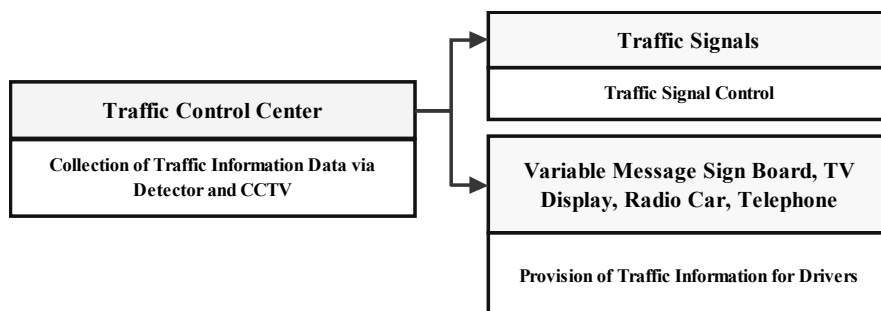 Traffic Control Center
Collection of Traffic Information Data via
Detector and CCTV
Traffic Signals
Traffic Signal Control
Variable Message Sign Board, TV
Display, Radio Car, Telephone
Provision of Traffic Information for Drivers